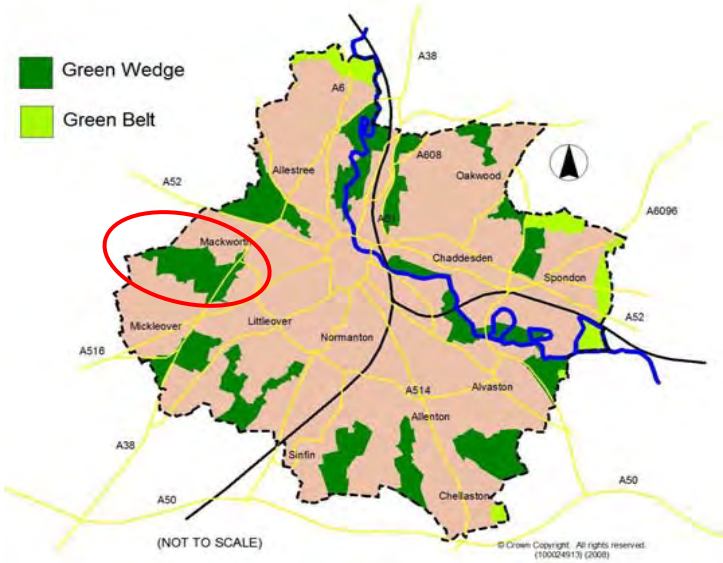 Green Wedge
Green Belt
A38
A6
A608
Oakwood
Allestree
A52
A6096
A61
Mackworth
Chaddesden
Spondon
Mickleover
Littleover
Normanton
A52
A516
A514
Alvaston
Allenton
A38
Sinfin
A50
A50
Chellaston
(NOT TO SCALE)
© Crown Copyright. All rights reserved.
(100024913) (2008)